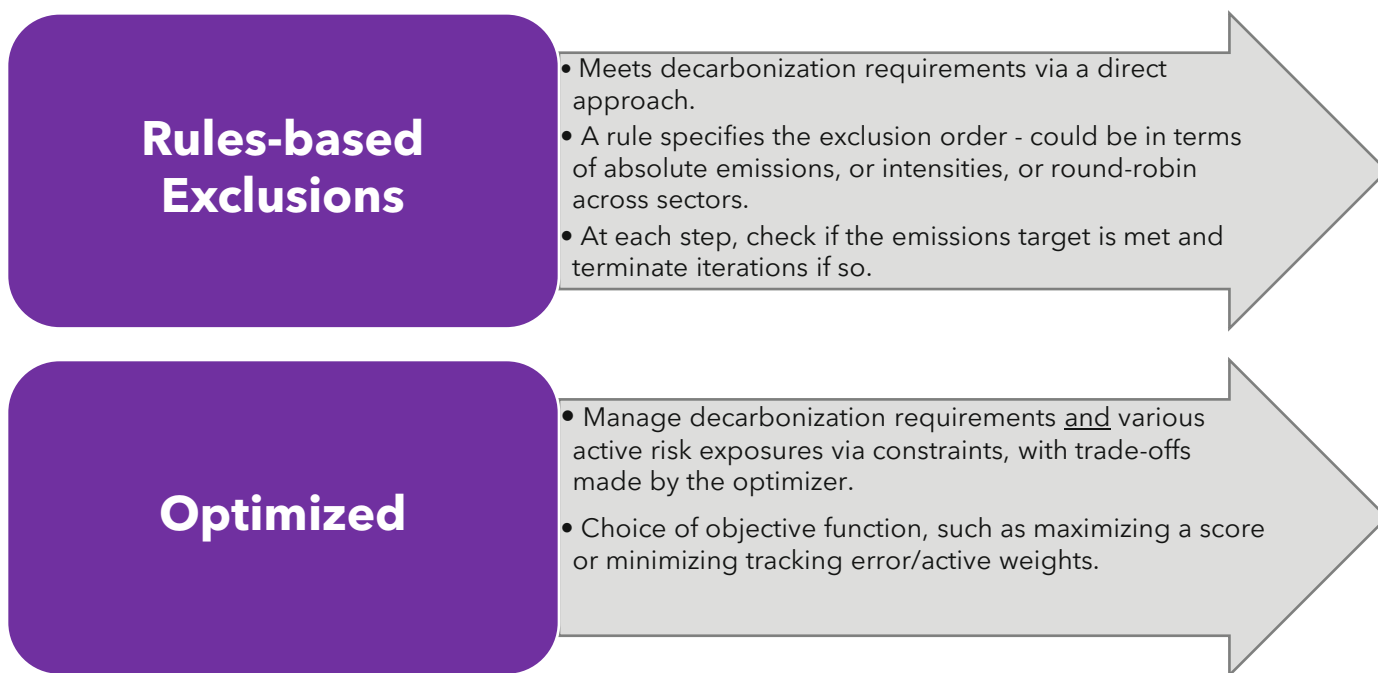 Rules-based
Exclusions
• Meets decarbonization requirements via a direct
approach.
• A rule specifies the exclusion order - could be in terms
of absolute emissions, or intensities, or round-robin
across sectors.
• At each step, check if the emissions target is met and
terminate iterations if so.
Optimized
• Manage decarbonization requirements and various
active risk exposures via constraints, with trade-offs
made by the optimizer.
• Choice of objective function, such as maximizing a score
or minimizing tracking error/active weights.